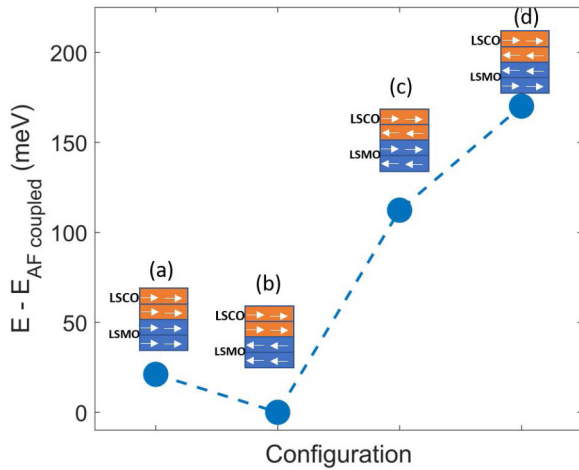 200
150
100
50
0
E - E_AF coupled (meV)
(a)
LSCO
LSMO
(b)
LSCO
LSMO
(c)
LSCO
LSMO
(d)
LSCO
LSMO
Configuration